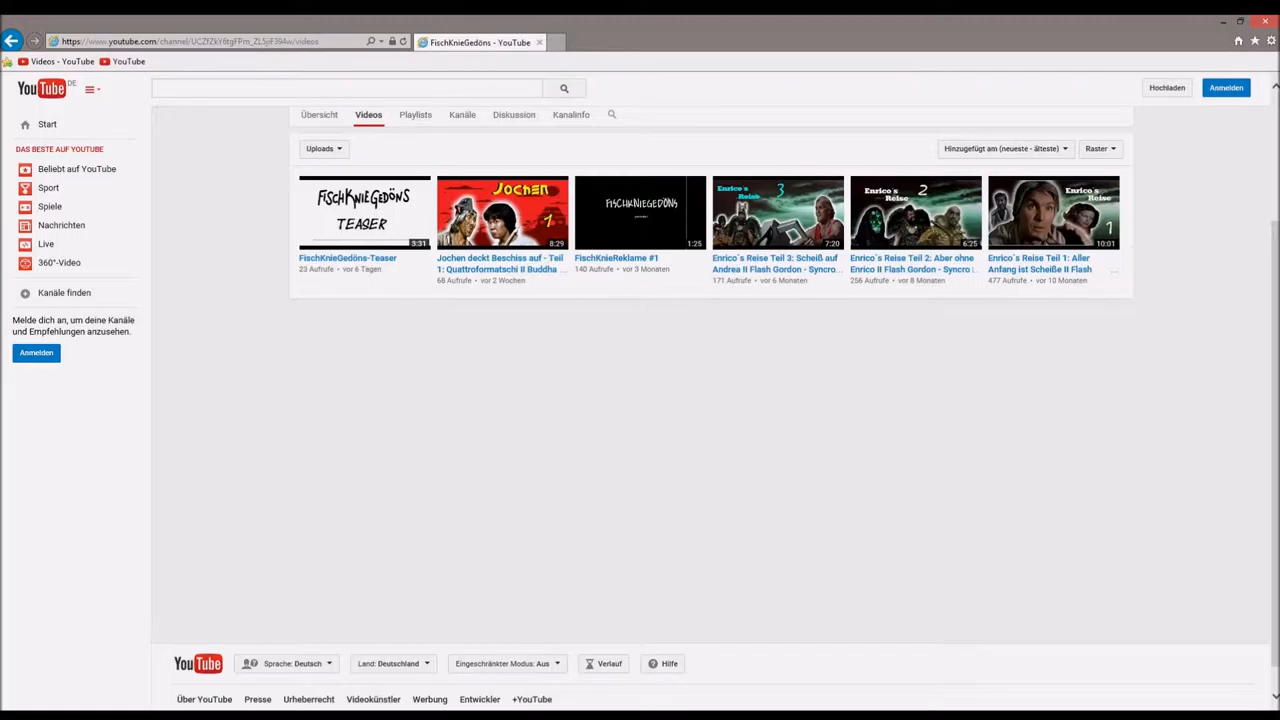 https://www.youtube.com/channel/UCZfZkY6tgFPm_ZL5jiF394w/videos
FischKnieGedöns - YouTube
Videos - YouTube
YouTube
YouTube DE
Hochladen
Anmelden
Start
DAS BESTE AUF YOUTUBE
Beliebt auf YouTube
Sport
Spiele
Nachrichten
Live
360°-Video
Kanäle finden
Melde dich an, um deine Kanäle
und Empfehlungen anzusehen.
Anmelden
Übersicht
Videos
Playlists
Kanäle
Diskussion
Kanalinfo
Uploads
Hinzugefügt am (neueste - älteste)
Raster
FISCHKNIEGEDÖNS
TEASER
3:31
FischKnieGedöns-Teaser
23 Aufrufe • vor 6 Tagen
Jochen
1
8:29
Jochen deckt Beschiss auf - Teil
1: Quattroformatschi II Buddha ...
68 Aufrufe • vor 2 Wochen
FISCHKNIEGEDÖNS
1:25
FischKnieReklame #1
140 Aufrufe • vor 3 Monaten
Enrico's Reise
3
7:20
Enrico´s Reise Teil 3: Scheiß auf
Andrea II Flash Gordon - Syncro...
171 Aufrufe • vor 6 Monaten
Enrico's Reise
2
6:25
Enrico´s Reise Teil 2: Aber ohne
Enrico II Flash Gordon - Syncro
256 Aufrufe • vor 8 Monaten
Enrico's Reise
1
10:01
Enrico´s Reise Teil 1: Aller
Anfang ist Scheiße II Flash ...
477 Aufrufe • vor 10 Monaten
YouTube
Sprache: Deutsch
Land: Deutschland
Eingeschränkter Modus: Aus
Verlauf
Hilfe
Über YouTube
Presse
Urheberrecht
Videokünstler
Werbung
Entwickler
+YouTube